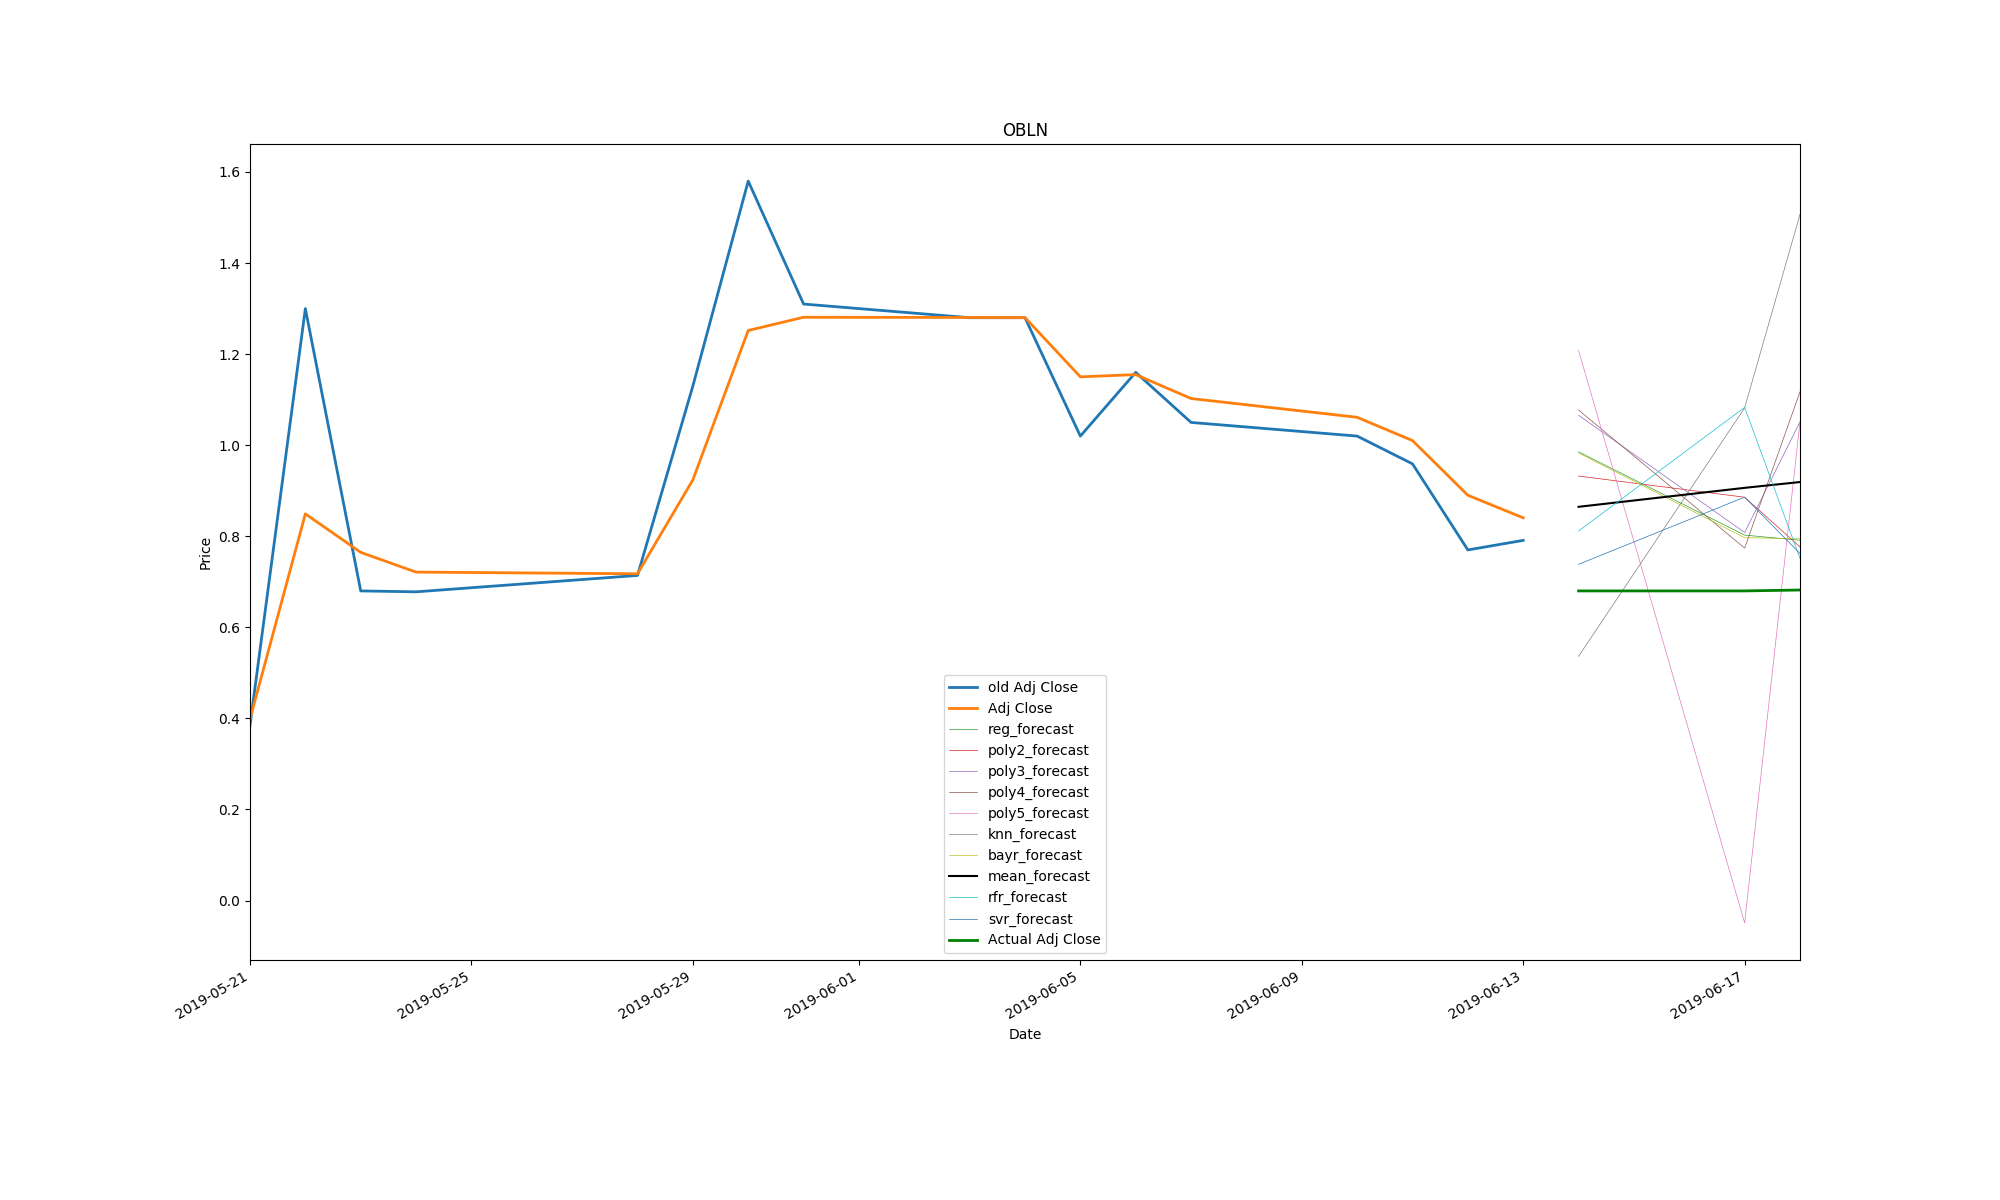 OBLN
Price
1.6
1.4
1.2
1.0
0.8
0.6
0.4
0.2
0.0
old Adj Close
Adj Close
reg_forecast
poly2_forecast
poly3_forecast
poly4_forecast
poly5_forecast
knn_forecast
bayr_forecast
mean_forecast
rfr_forecast
svr_forecast
Actual Adj Close
2019-05-21
2019-05-25
2019-05-29
2019-06-01
2019-06-05
2019-06-09
2019-06-13
2019-06-17
Date